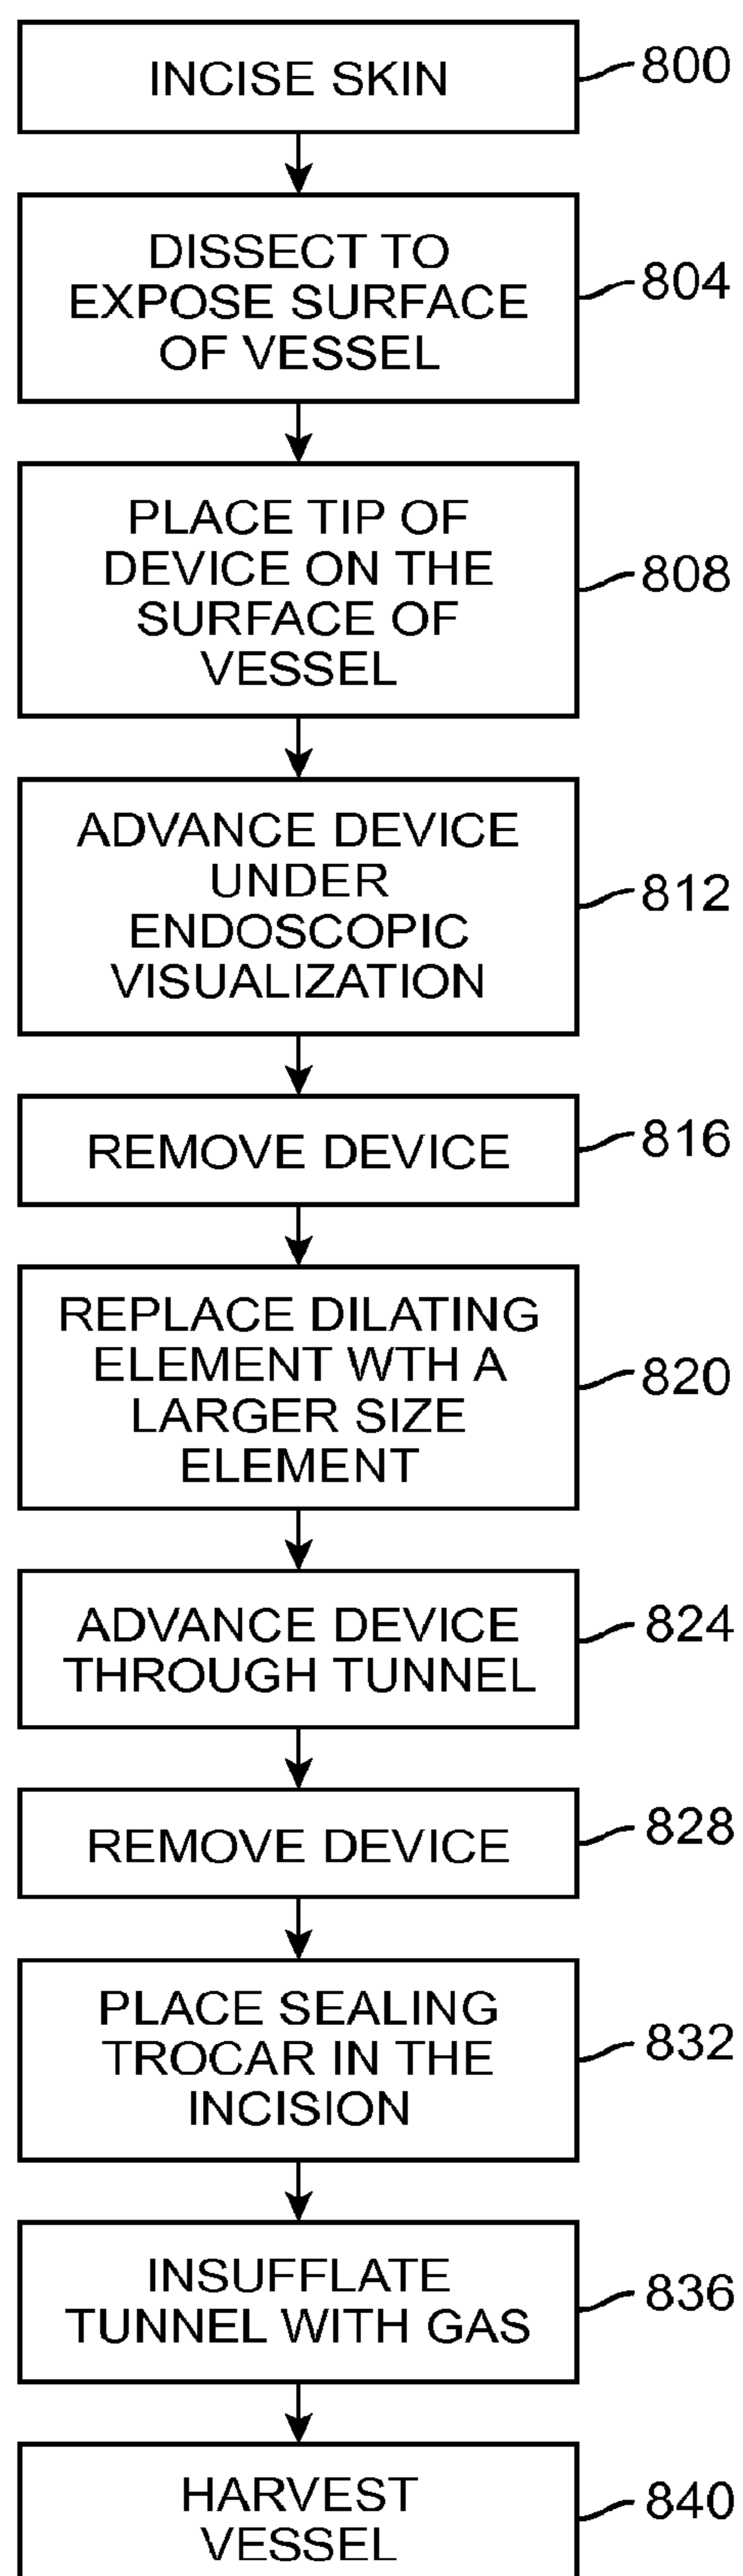 INCISE SKIN
800
DISSECT TO
EXPOSE SURFACE
OF VESSEL
804
PLACE TIP OF
DEVICE ON THE
SURFACE OF
VESSEL
808
ADVANCE DEVICE
UNDER
ENDOSCOPIC
VISUALIZATION
812
REMOVE DEVICE
816
REPLACE DILATING
ELEMENT WTH A
LARGER SIZE
ELEMENT
820
ADVANCE DEVICE
THROUGH TUNNEL
824
REMOVE DEVICE
828
PLACE SEALING
TROCAR IN THE
INCISION
832
INSUFFLATE
TUNNEL WITH GAS
836
HARVEST
VESSEL
840